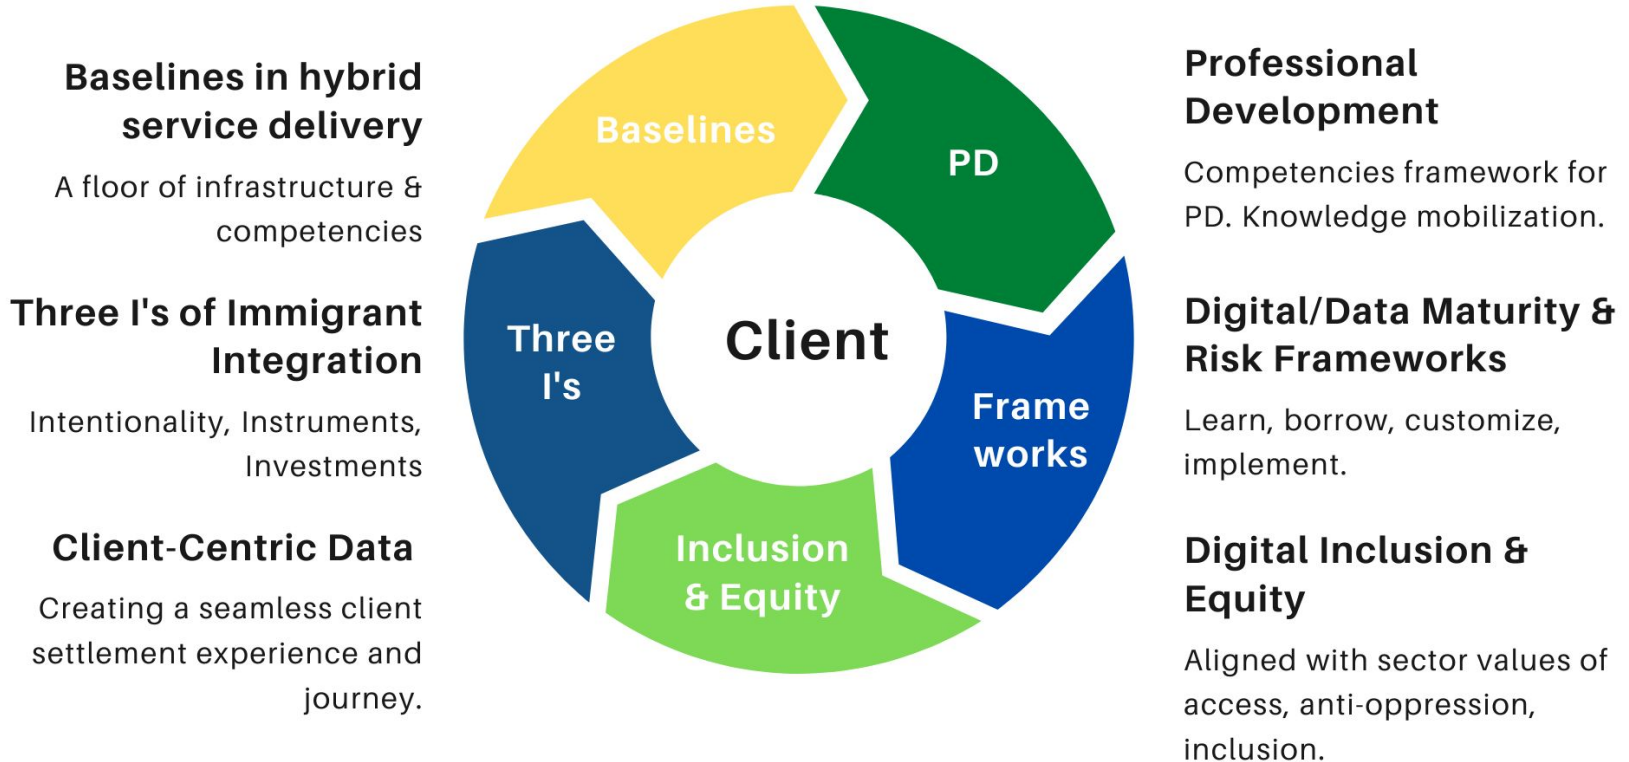 Baselines in hybrid
service delivery
A floor of infrastructure &
competencies
Three I's of Immigrant
Integration
Intentionality, Instruments,
Investments
Client-Centric Data
Creating a seamless client
settlement experience and
journey.
Baselines
PD
Three
I's
Client
Frame
works
Inclusion
& Equity
Professional
Development
Competencies framework for
PD. Knowledge mobilization.
Digital/Data Maturity &
Risk Frameworks
Learn, borrow, customize,
implement.
Digital Inclusion &
Equity
Aligned with sector values of
access, anti-oppression,
inclusion.